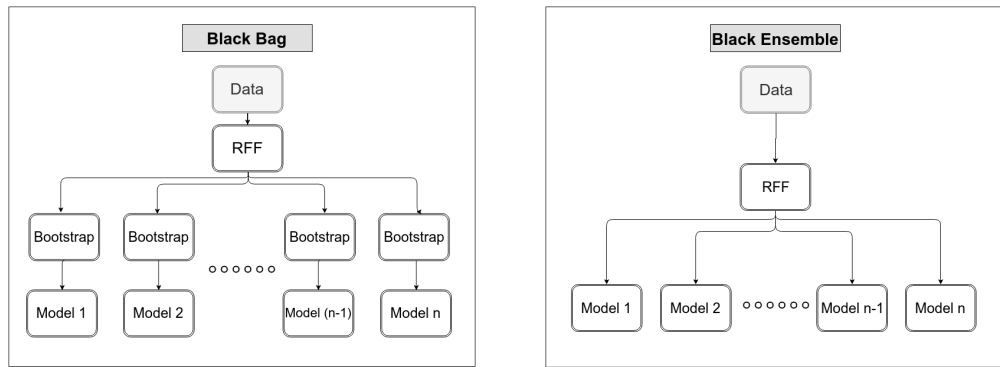 Black Bag
Data
RFF
Bootstrap Bootstrap Bootstrap Bootstrap
Model 1 Model 2 Model (n-1) Model n
Black Ensemble
Data
RFF
Model 1 Model 2 Model n-1 Model n